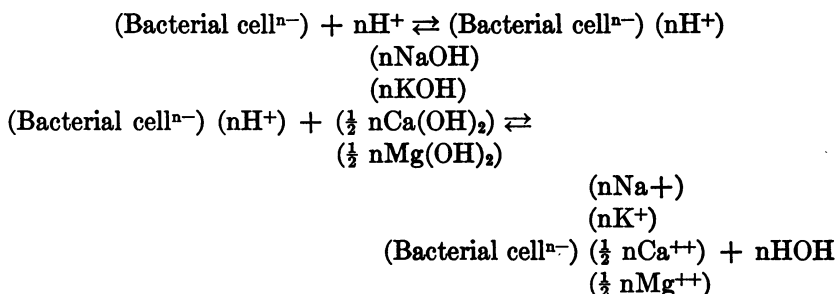 (Bacterial cellⁿ⁻) + nH⁺ ⇄ (Bacterial cellⁿ⁻) (nH⁺)
(nNaOH)
(nKOH)
(Bacterial cellⁿ⁻) (nH⁺) + (½ nCa(OH)₂) ⇄
(½ nMg(OH)₂)
(nNa+)
(nK⁺)
(Bacterial cellⁿ⁻) (½ nCa⁺⁺) + nHOH
(½ nMg⁺⁺)